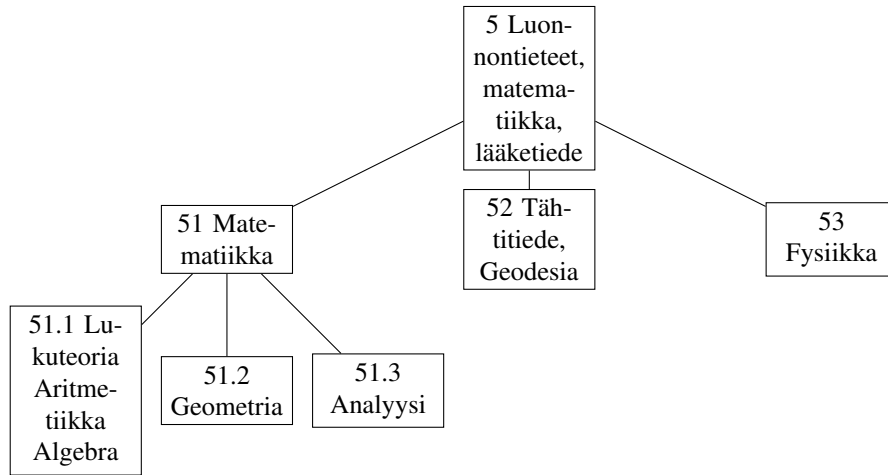 5 Luon-
nontieteet,
matema-
tiikka,
lääketiede
51 Mate-
matiikka
52 Täh-
titiede,
Geodesia
53
Fysiikka
51.1 Lu-
kuteoria
Aritme-
tiikka
Algebra
51.2
Geometria
51.3
Analyysi